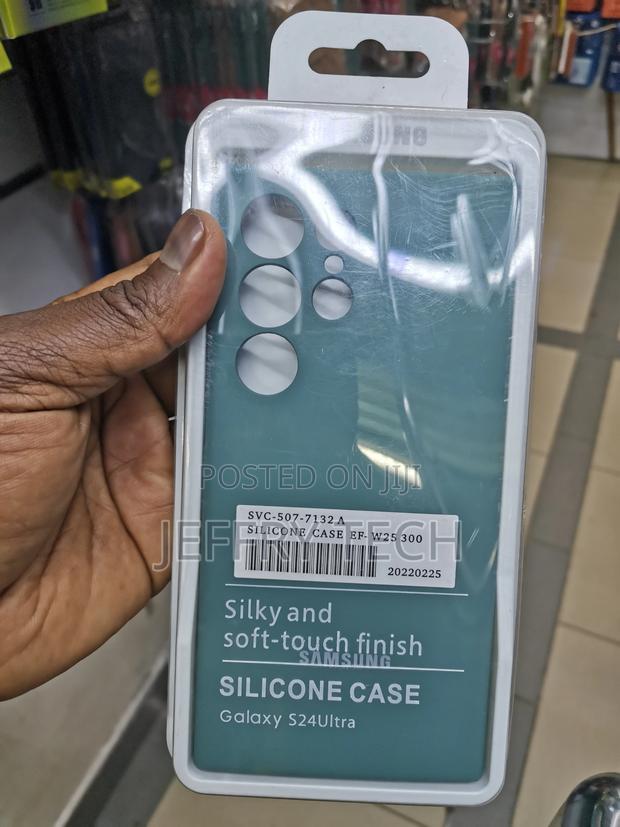 POSTED ON JIJI
JEFFRY TECH
SVC-507-7132 A
SILICONE CASE EF-W25 300
20220225
Silky and
soft-touch finish
SAMSUNG
SILICONE CASE
Galaxy S24Ultra